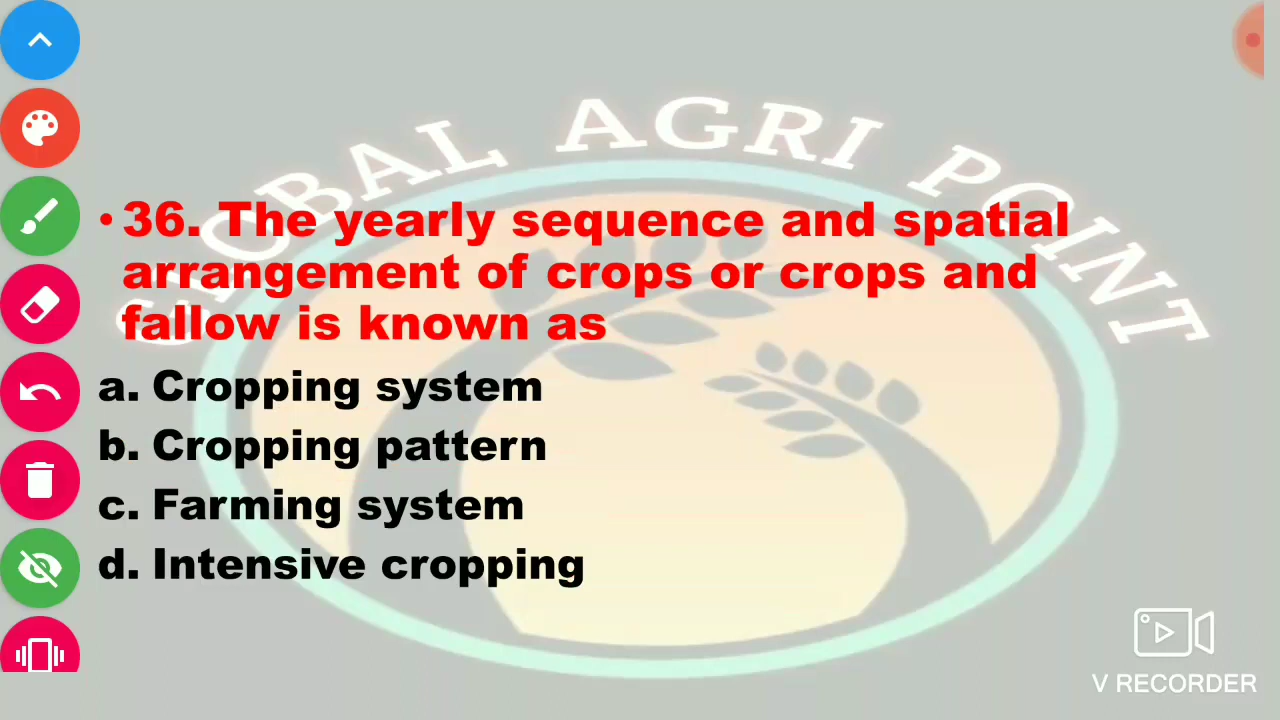 GLOBAL AGRI POINT
• 36. The yearly sequence and spatial
arrangement of crops or crops and
fallow is known as
a. Cropping system
b. Cropping pattern
c. Farming system
d. Intensive cropping
V RECORDER